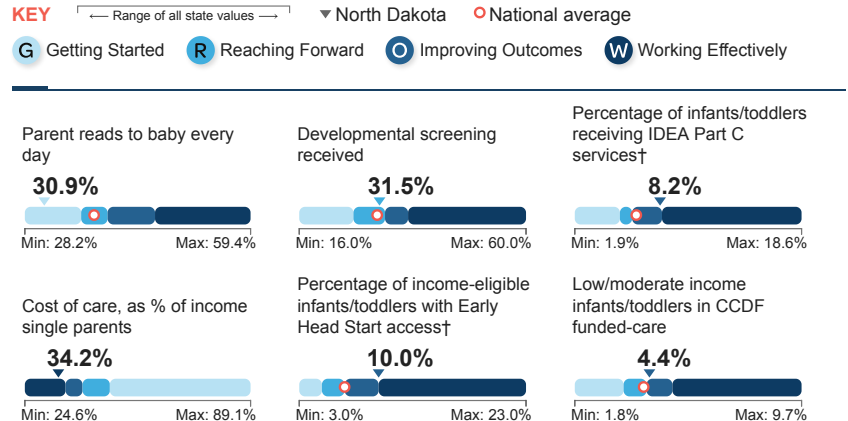 KEY
Range of all state values
North Dakota
National average
G Getting Started
R Reaching Forward
O Improving Outcomes
W Working Effectively
Parent reads to baby every
day
30.9%
Min: 28.2%
Max: 59.4%
Developmental screening
received
31.5%
Min: 16.0%
Max: 60.0%
Percentage of infants/toddlers
receiving IDEA Part C
services†
8.2%
Min: 1.9%
Max: 18.6%
Cost of care, as % of income
single parents
34.2%
Min: 24.6%
Max: 89.1%
Percentage of income-eligible
infants/toddlers with Early
Head Start access†
10.0%
Min: 3.0%
Max: 23.0%
Low/moderate income
infants/toddlers in CCDF
funded-care
4.4%
Min: 1.8%
Max: 9.7%